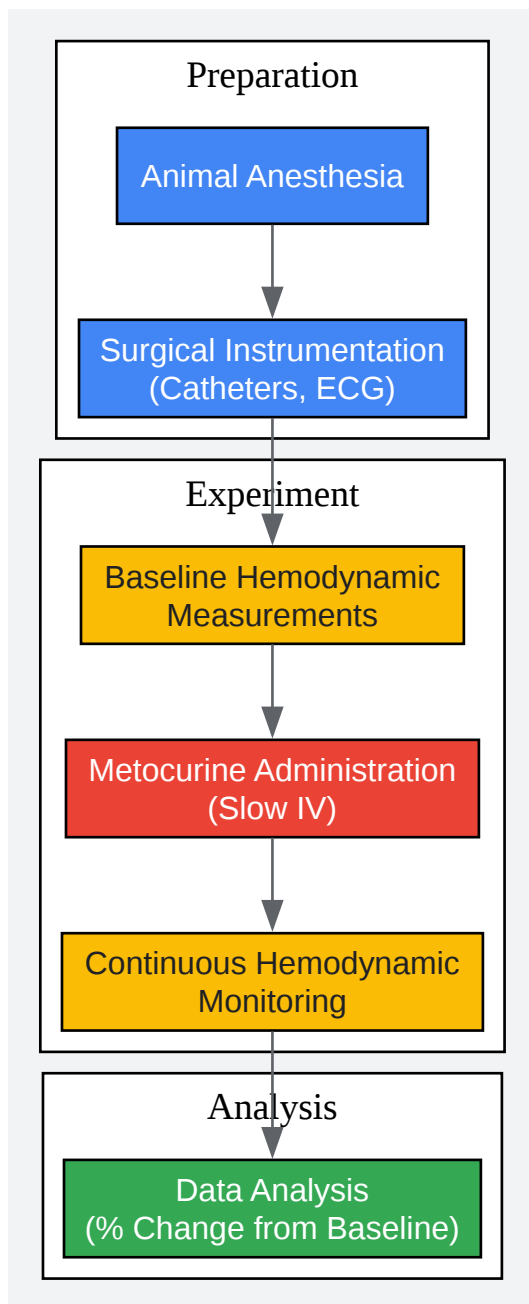 Preparation
Animal Anesthesia
Surgical Instrumentation
(Catheters, ECG)
Experiment
Baseline Hemodynamic
Measurements
Metocurine Administration
(Slow IV)
Continuous Hemodynamic
Monitoring
Analysis
Data Analysis
(% Change from Baseline)